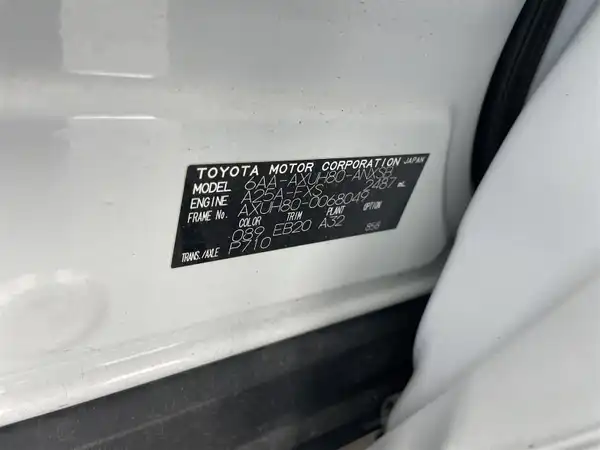 TOYOTA MOTOR CORPORATION JAPAN
MODEL 6AA-AXUH80-ANXSB
ENGINE A25A-FXS 2487 mL
FRAME NO. AXUH80-0068049
COLOR TRIM PLANT OPTION
089 EB20 A32 858
TRANS./AXLE P710